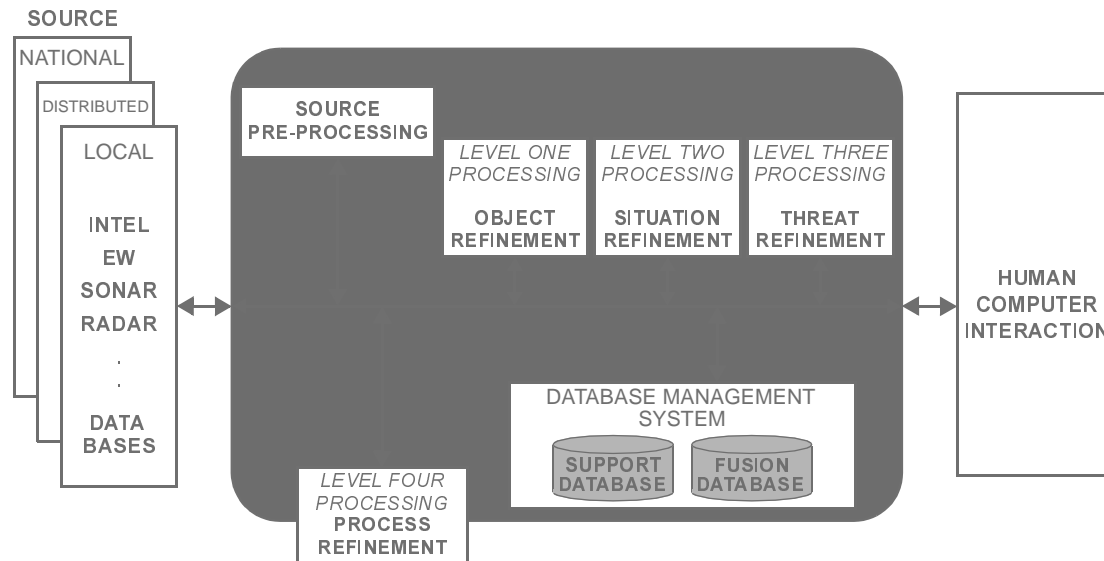 SOURCE
NATIONAL
DISTRIBUTED
LOCAL
INTEL
EW
SONAR
RADAR
.
.
DATA
BASES
SOURCE
PRE-PROCESSING
LEVEL ONE
PROCESSING
OBJECT
REFINEMENT
LEVEL TWO
PROCESSING
SITUATION
REFINEMENT
LEVEL THREE
PROCESSING
THREAT
REFINEMENT
HUMAN
COMPUTER
INTERACTION
LEVEL FOUR
PROCESSING
PROCESS
REFINEMENT
DATABASE MANAGEMENT
SYSTEM
SUPPORT
DATABASE
FUSION
DATABASE